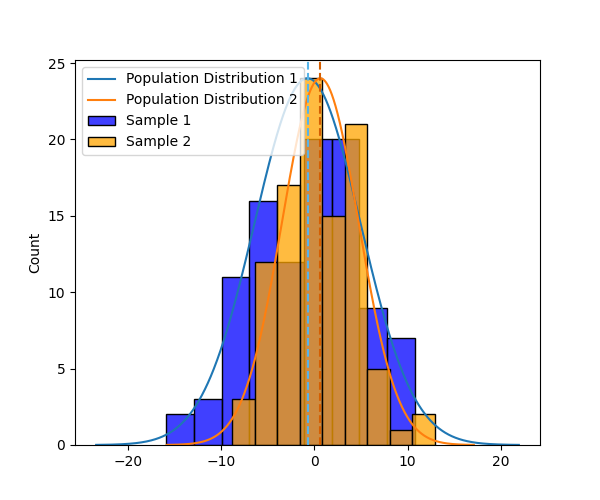 Population Distribution 1
Population Distribution 2
Sample 1
Sample 2
Count
25
20
15
10
5
0
−20 −10 0 10 20